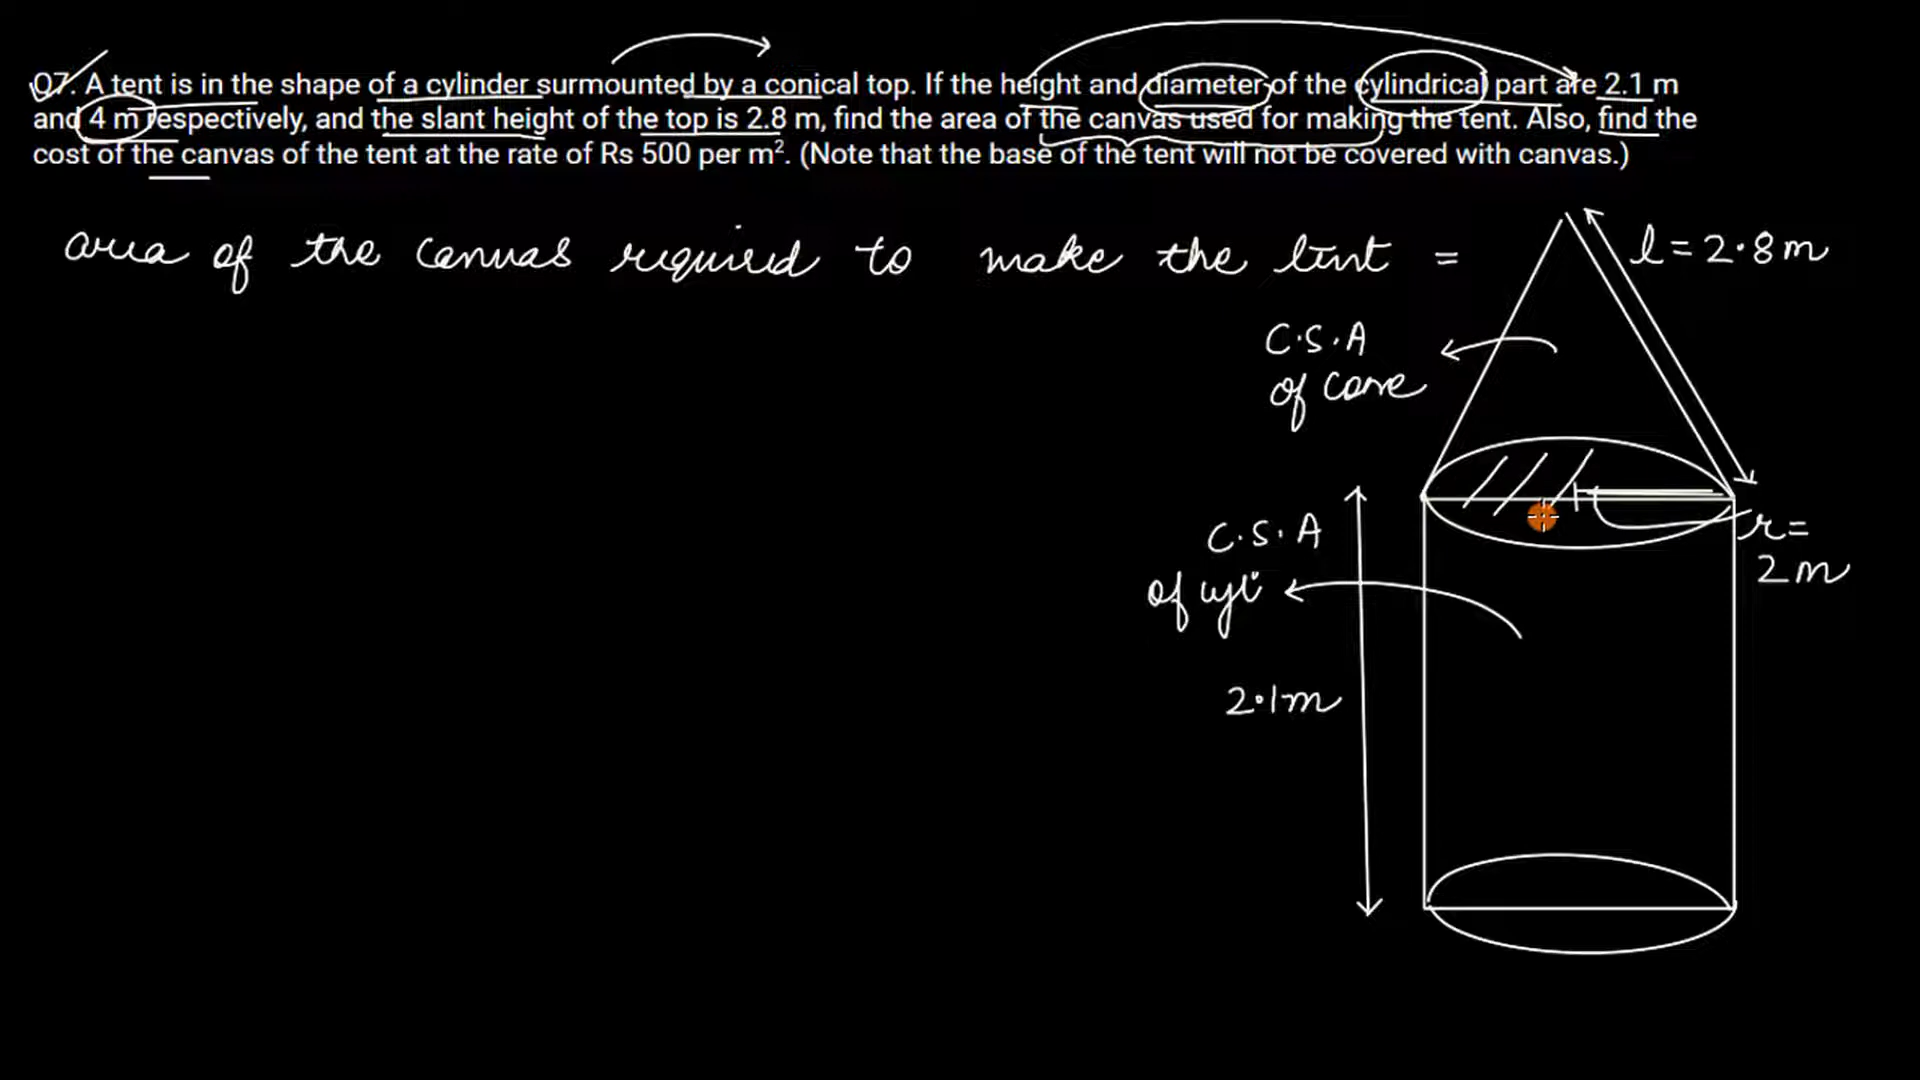 Q7. A tent is in the shape of a cylinder surmounted by a conical top. If the height and diameter of the cylindrical part are 2.1 m
and 4 m respectively, and the slant height of the top is 2.8 m, find the area of the canvas used for making the tent. Also, find the
cost of the canvas of the tent at the rate of Rs 500 per m². (Note that the base of the tent will not be covered with canvas.)
area of the canvas required to make the tent =
l = 2.8m
C.S.A
of cone
C.S.A
of cyl
r =
2m
2.1m